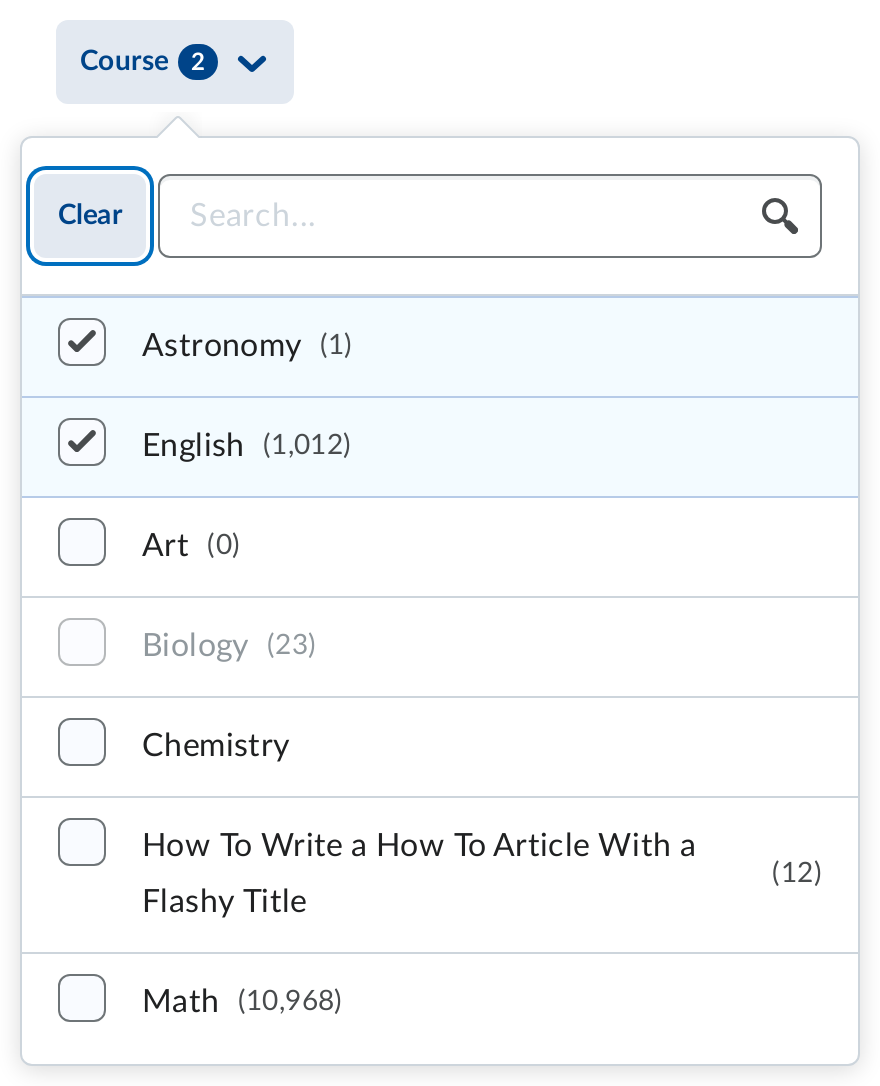 Course 2
Clear Search...
Astronomy (1)
English (1,012)
Art (0)
Biology (23)
Chemistry
How To Write a How To Article With a
Flashy Title
(12)
Math (10,968)